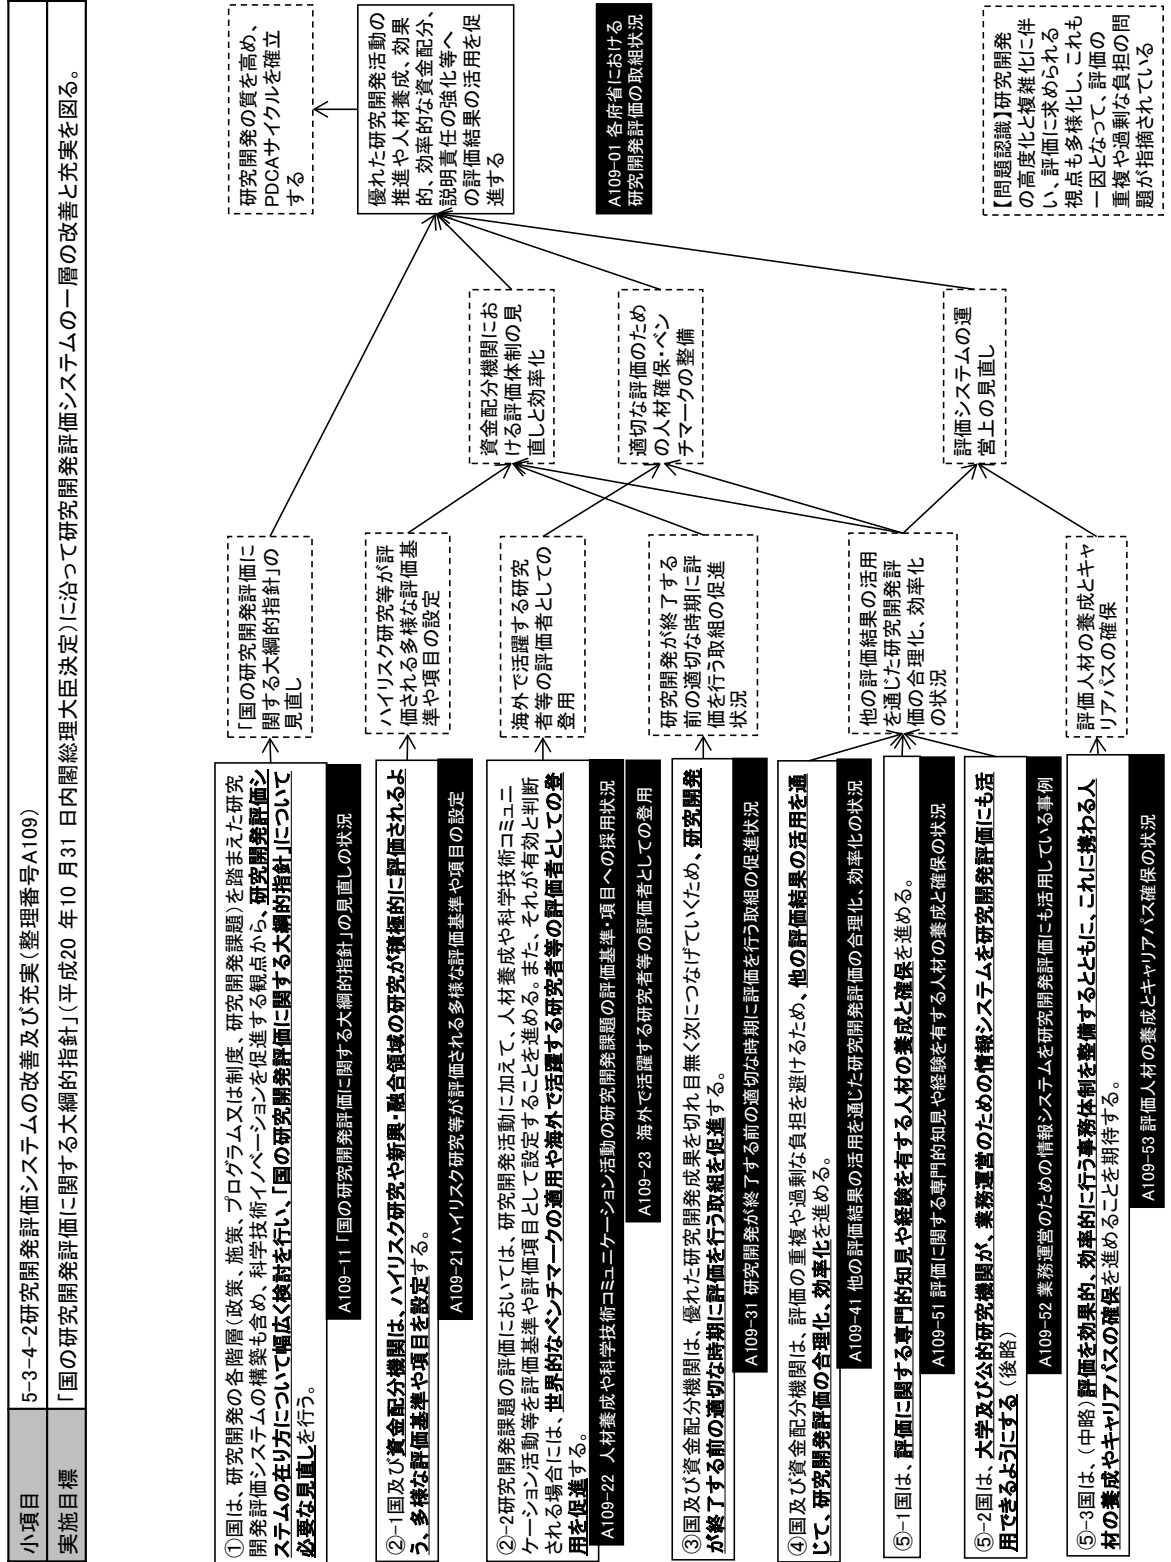 小項目
5-3-4-2研究開発評価システムの改善及び充実(整理番号A109)
実施目標
「国の研究開発評価に関する大綱的指針」(平成20年10月31日内閣総理大臣決定)に沿って研究開発評価システムの一層の改善と充実を図る。
①国は、研究開発の各階層(政策、施策、プログラム又は制度、研究開発課題)を踏まえた研究
開発評価システムの構築も含め、科学技術イノベーションを促進する観点から、研究開発評価シ
ステムの在り方について幅広く検討を行い、「国の研究開発評価に関する大綱的指針」について
必要な見直しを行う。
A109-11「国の研究開発評価に関する大綱的指針」の見直しの状況
②-1国及び資金配分機関は、ハイリスク研究や新興・融合領域の研究が積極的に評価されるよ
う、多様な評価基準や項目を設定する。
A109-21 ハイリスク研究等が評価される多様な評価基準や項目の設定
②-2研究開発課題の評価においては、研究開発活動に加えて、人材養成や科学技術コミュニ
ケーション活動等を評価基準や評価項目として設定することを進める。また、それが有効と判断
される場合には、世界的なベンチマークの適用や海外で活躍する研究者等の評価者としての登
用を促進する。
A109-22 人材養成や科学技術コミュニケーション活動の研究開発課題の評価基準・項目への採用状況
A109-23 海外で活躍する研究者等の評価者としての登用
③国及び資金配分機関は、優れた研究開発成果を切れ目無く次につなげていくため、研究開発
が終了する前の適切な時期に評価を行う取組を促進する。
A109-31 研究開発が終了する前の適切な時期に評価を行う取組の促進状況
④国及び資金配分機関は、評価の重複や過剰な負担を避けるため、他の評価結果の活用を通
じて、研究開発評価の合理化、効率化を進める。
A109-41 他の評価結果の活用を通じた研究開発評価の合理化、効率化の状況
⑤-1国は、評価に関する専門的知見や経験を有する人材の養成と確保を進める。
A109-51 評価に関する専門的知見や経験を有する人材の養成と確保の状況
⑤-2国は、大学及び公的研究機関が、業務運営のための情報システムを研究開発評価にも活
用できるようにする(後略)
A109-52 業務運営のための情報システムを研究開発評価にも活用している事例
⑤-3国は、(中略)評価を効果的、効率的に行う事務体制を整備するとともに、これに携わる人
材の養成やキャリアパスの確保を進めることを期待する。
A109-53 評価人材の養成とキャリアパス確保の状況
「国の研究開発評価に
関する大綱的指針」の
見直し
ハイリスク研究等が評
価される多様な評価基
準や項目の設定
海外で活躍する研究
者等の評価者としての
登用
研究開発が終了する
前の適切な時期に評
価を行う取組の促進
状況
他の評価結果の活用
を通じた研究開発評
価の合理化、効率化
の状況
評価人材の養成とキャ
リアパスの確保
資金配分機関にお
ける評価体制の見
直しと効率化
適切な評価のため
の人材確保・ベン
チマークの整備
評価システムの運
営上の見直し
研究開発の質を高め、
PDCAサイクルを確立
する
優れた研究開発活動の
推進や人材養成、効果
的、効率的な資金配分、
説明責任の強化等へ
の評価結果の活用を促
進する
A109-01 各府省における
研究開発評価の取組状況
【問題認識】研究開発
の高度化と複雑化に伴
い、評価に求められる
視点も多様化し、これも
一因となって、評価の
重複や過剰な負担の問
題が指摘されている